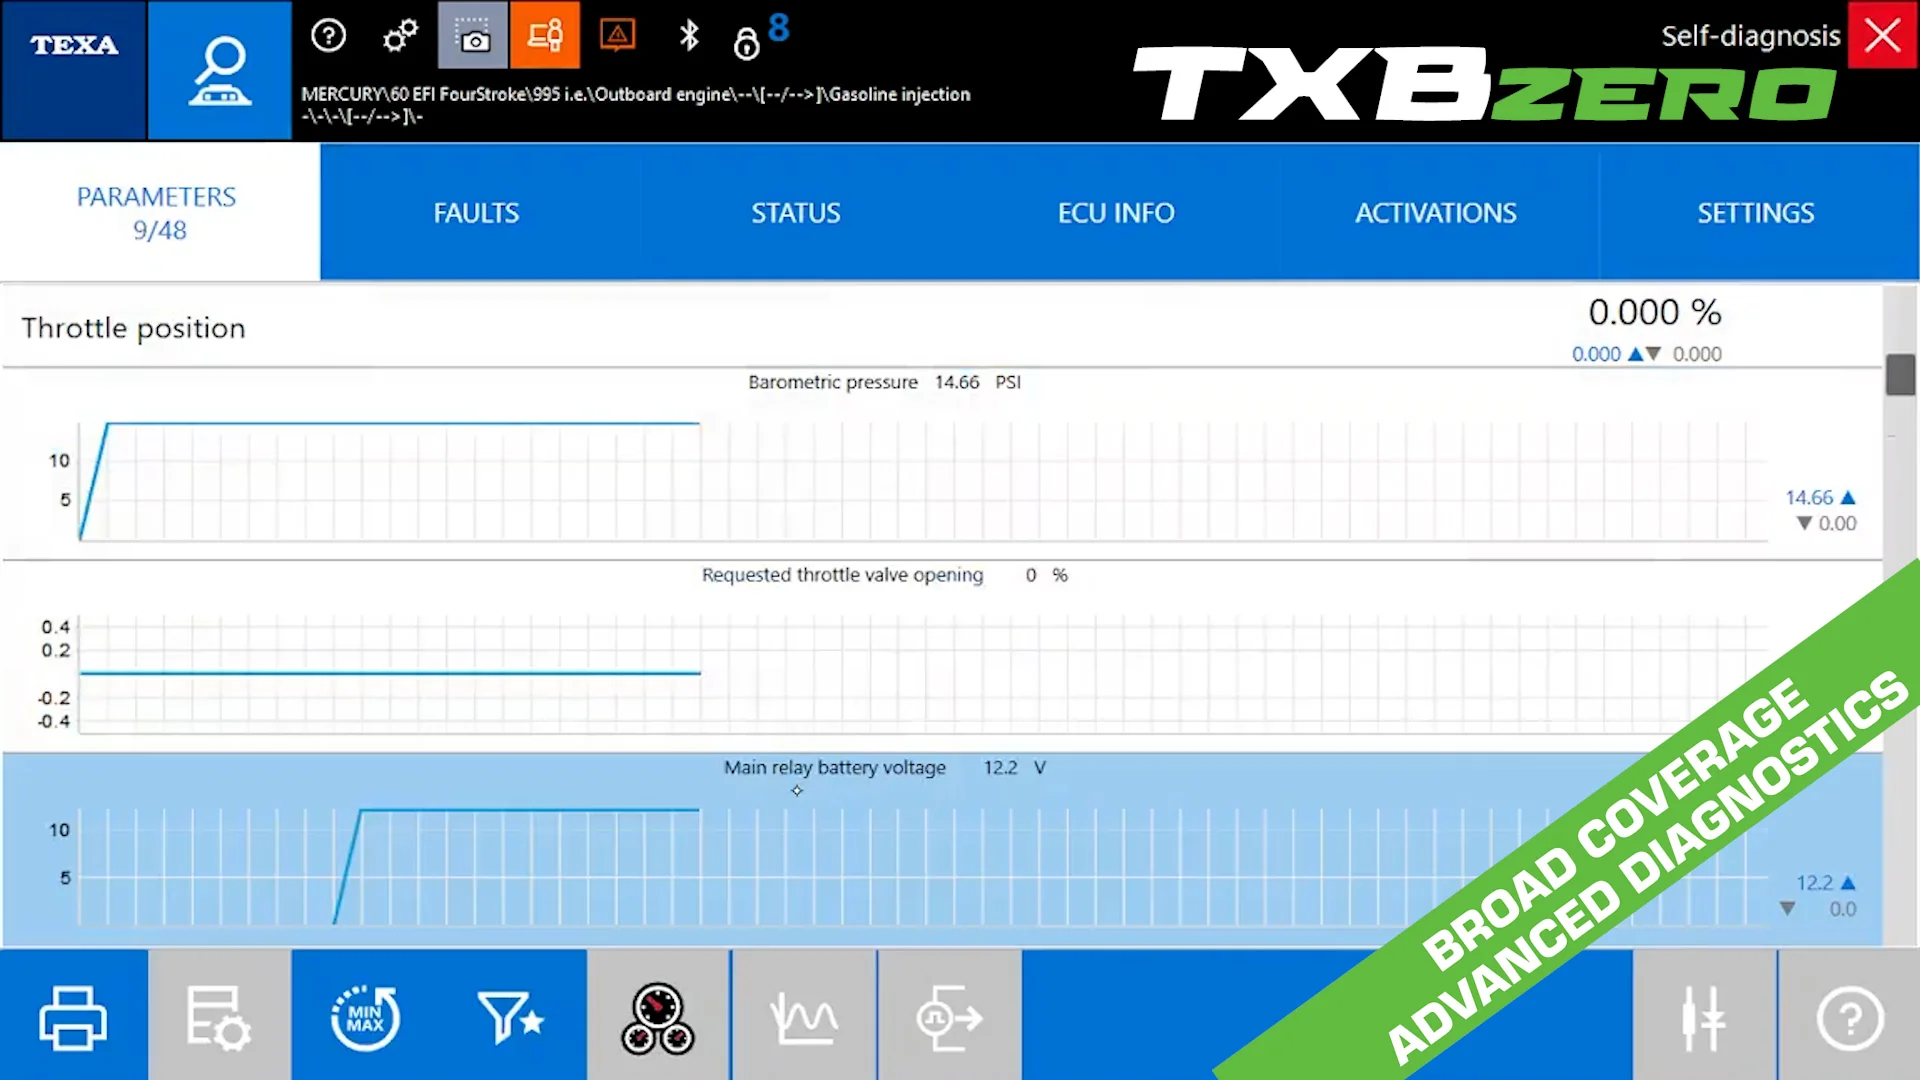 TEXA
8
Self-diagnosis
MERCURY\60 EFI FourStroke\995 i.e.\Outboard engine\--\[--/-->]\Gasoline injection
-\-\-\[--/-->]\-
TXBZERO
PARAMETERS
9/48
FAULTS
STATUS
ECU INFO
ACTIVATIONS
SETTINGS
Throttle position
0.000 %
0.000 ▲▼ 0.000
Barometric pressure 14.66 PSI
10
5
14.66 ▲
▼ 0.00
Requested throttle valve opening 0 %
0.4
0.2
-0.2
-0.4
Main relay battery voltage 12.2 V
10
5
12.2 ▲
▼ 0.0
BROAD COVERAGE
ADVANCED DIAGNOSTICS
MIN
MAX